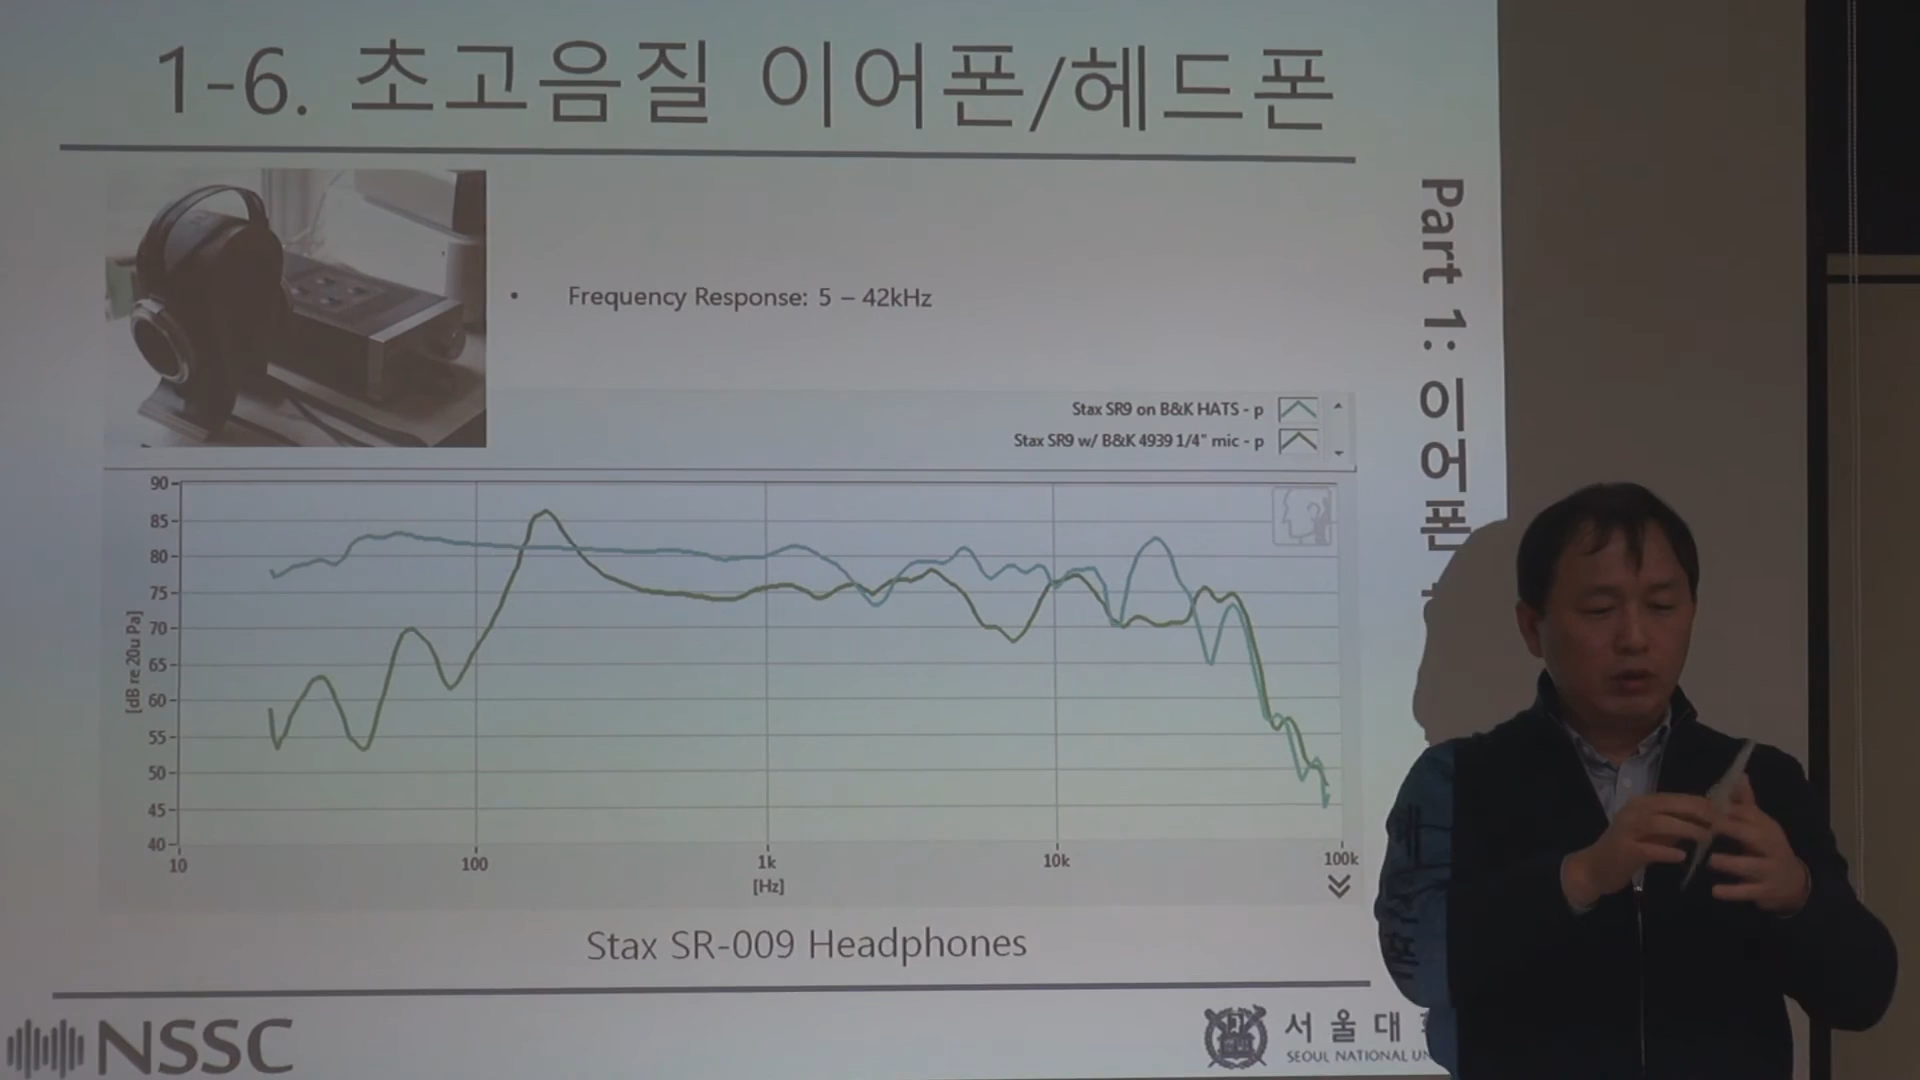 1-6. 초고음질 이어폰/헤드폰
Part 1: 이어폰
• Frequency Response: 5 – 42kHz
Stax SR9 on B&K HATS - p
Stax SR9 w/ B&K 4939 1/4" mic - p
90
85
80
75
70
65
60
55
50
45
40
[dB re 20u Pa]
10 100 1k 10k 100k
[Hz]
Stax SR-009 Headphones
NSSC
서울대
SEOUL NATIONAL UN